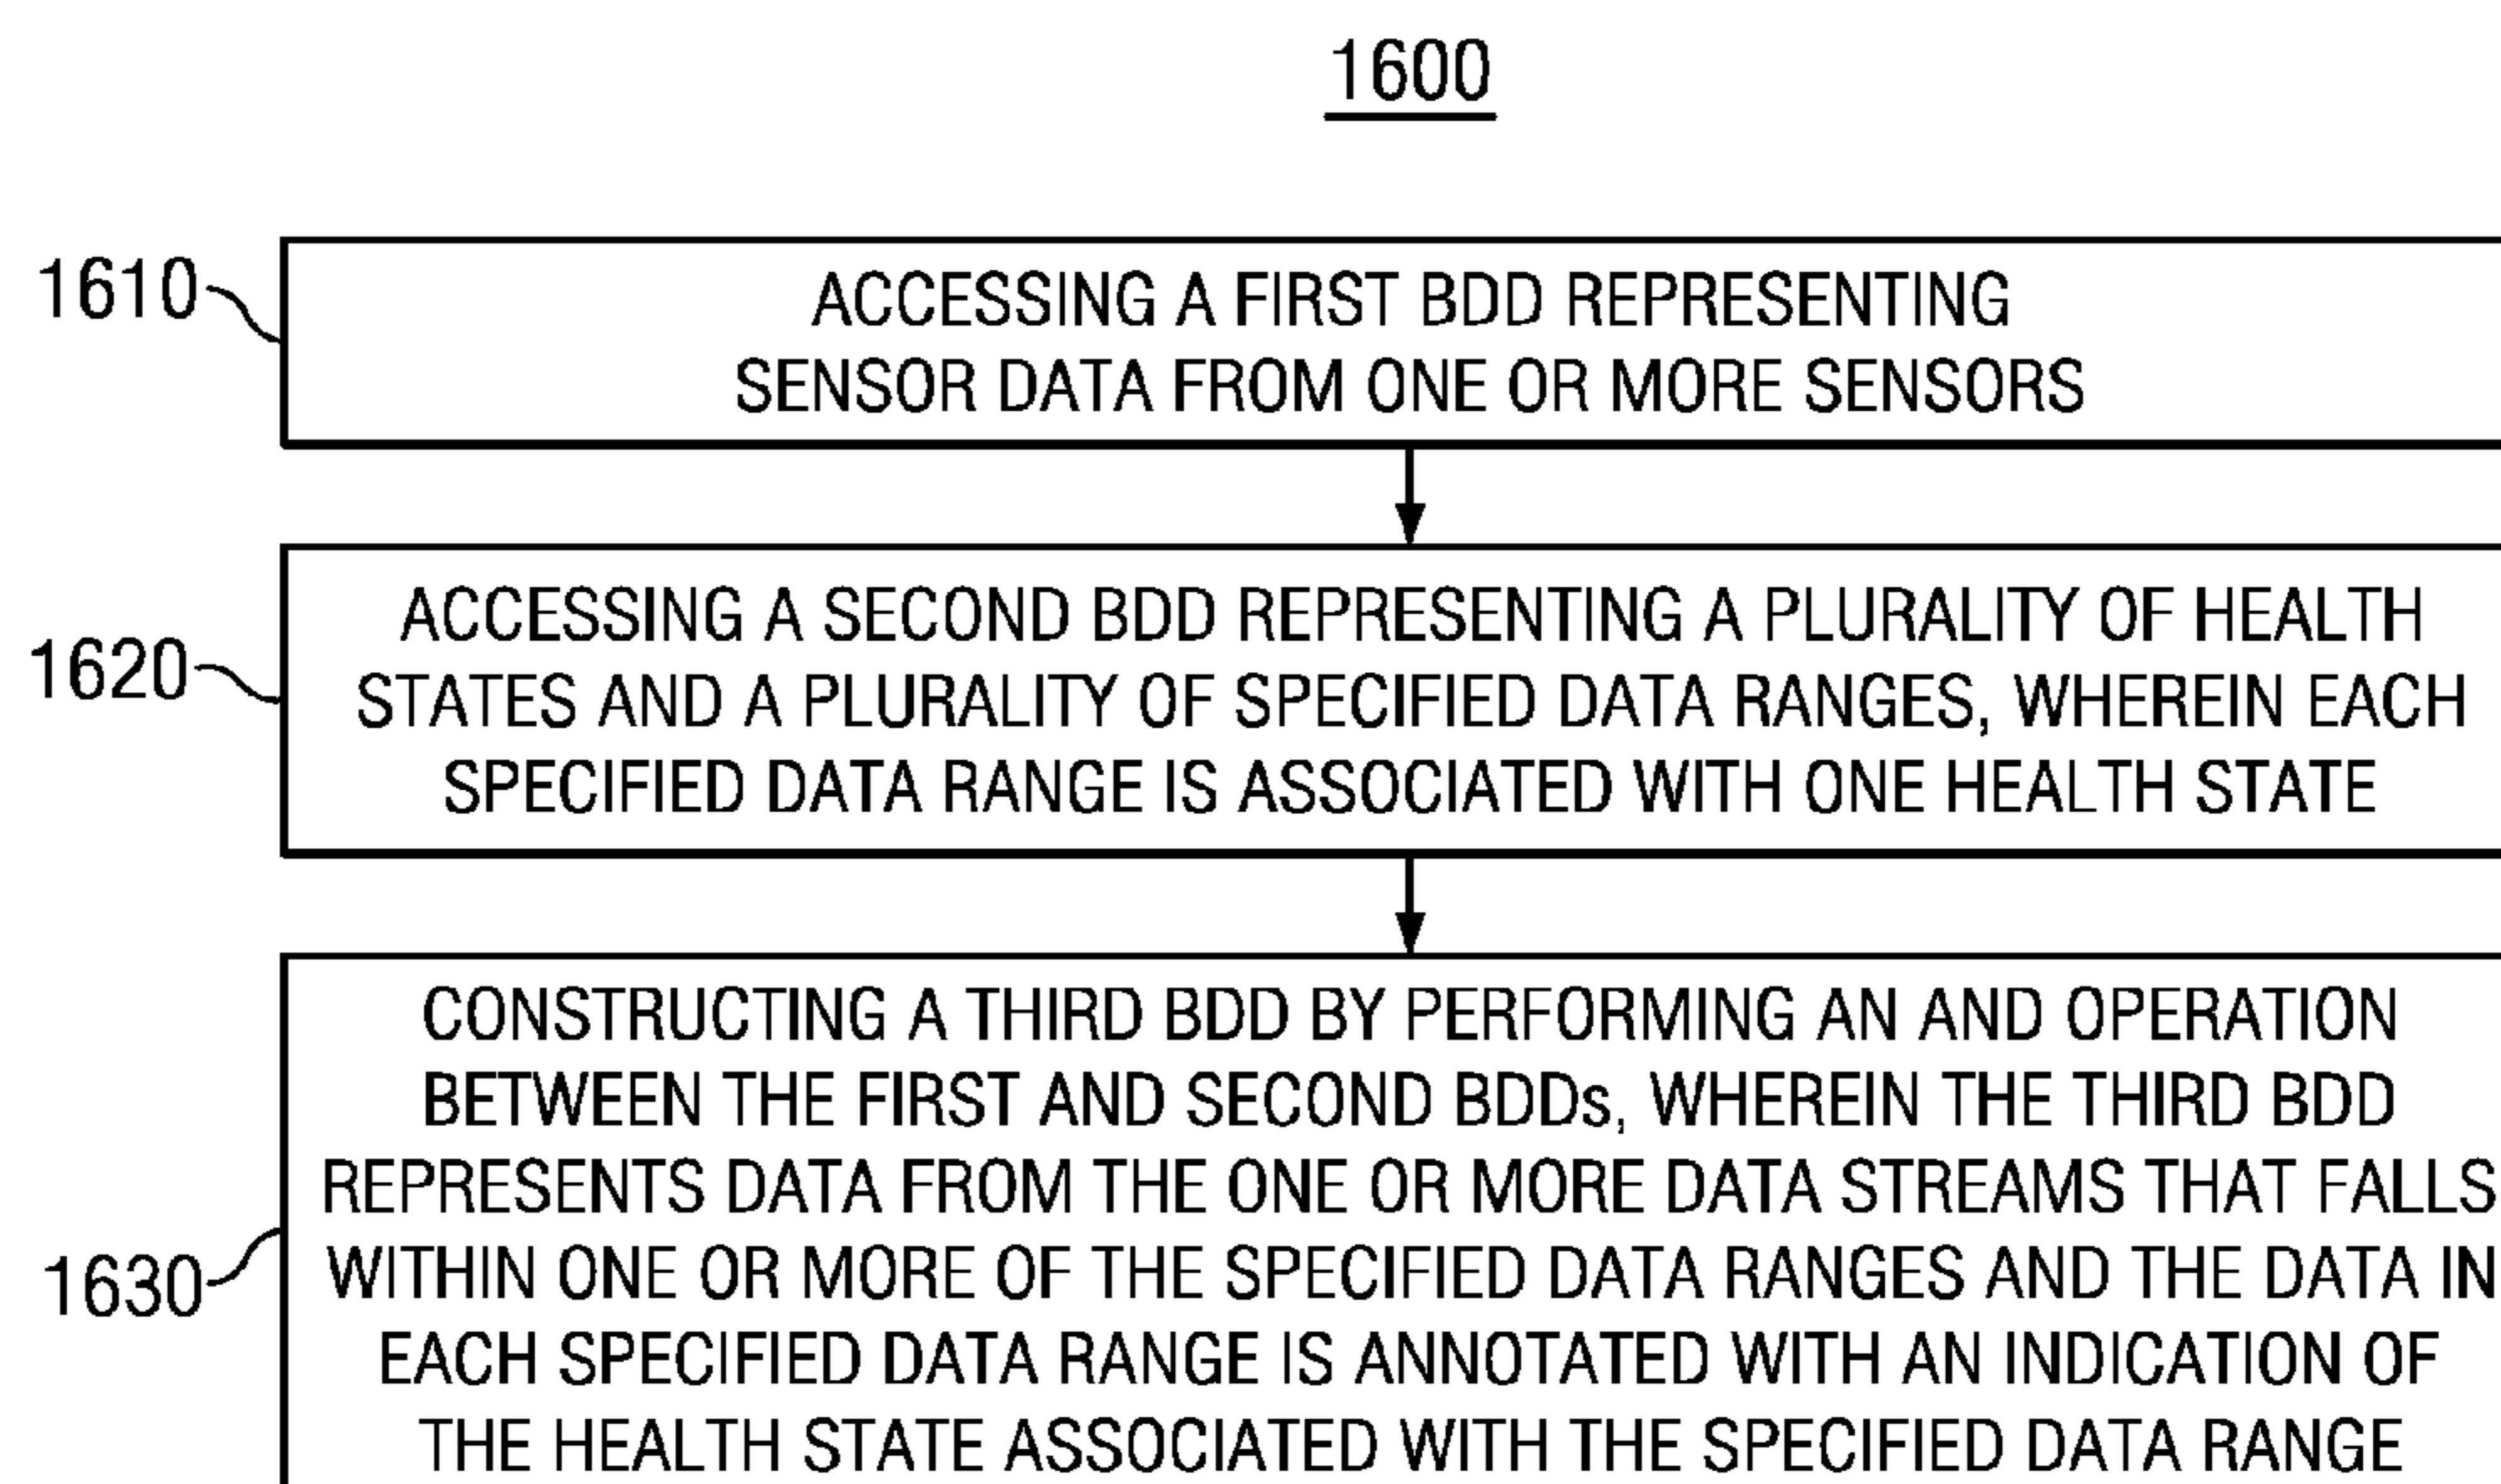 1600
1610
ACCESSING A FIRST BDD REPRESENTING
SENSOR DATA FROM ONE OR MORE SENSORS
1620
ACCESSING A SECOND BDD REPRESENTING A PLURALITY OF HEALTH
STATES AND A PLURALITY OF SPECIFIED DATA RANGES, WHEREIN EACH
SPECIFIED DATA RANGE IS ASSOCIATED WITH ONE HEALTH STATE
1630
CONSTRUCTING A THIRD BDD BY PERFORMING AN AND OPERATION
BETWEEN THE FIRST AND SECOND BDDs, WHEREIN THE THIRD BDD
REPRESENTS DATA FROM THE ONE OR MORE DATA STREAMS THAT FALLS
WITHIN ONE OR MORE OF THE SPECIFIED DATA RANGES AND THE DATA IN
EACH SPECIFIED DATA RANGE IS ANNOTATED WITH AN INDICATION OF
THE HEALTH STATE ASSOCIATED WITH THE SPECIFIED DATA RANGE